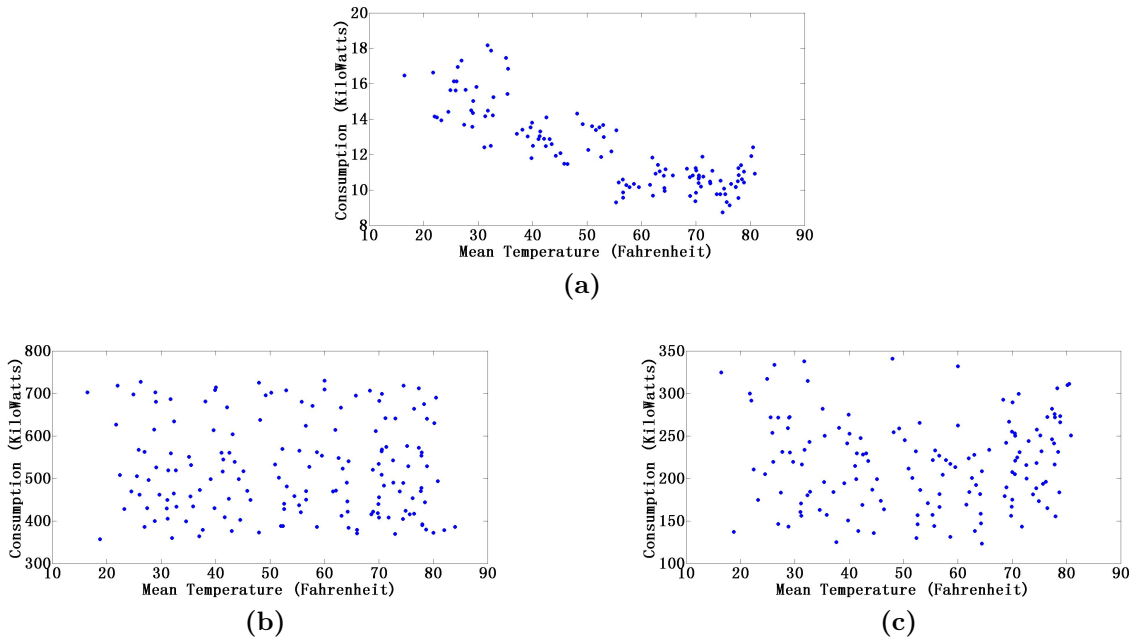 20
18
16
14
12
10
8
Consumption (KiloWatts)
10 20 30 40 50 60 70 80 90
Mean Temperature (Fahrenheit)
(a)
800
700
600
500
400
300
Consumption (KiloWatts)
10 20 30 40 50 60 70 80 90
Mean Temperature (Fahrenheit)
(b)
350
300
250
200
150
100
Consumption (KiloWatts)
10 20 30 40 50 60 70 80 90
Mean Temperature (Fahrenheit)
(c)